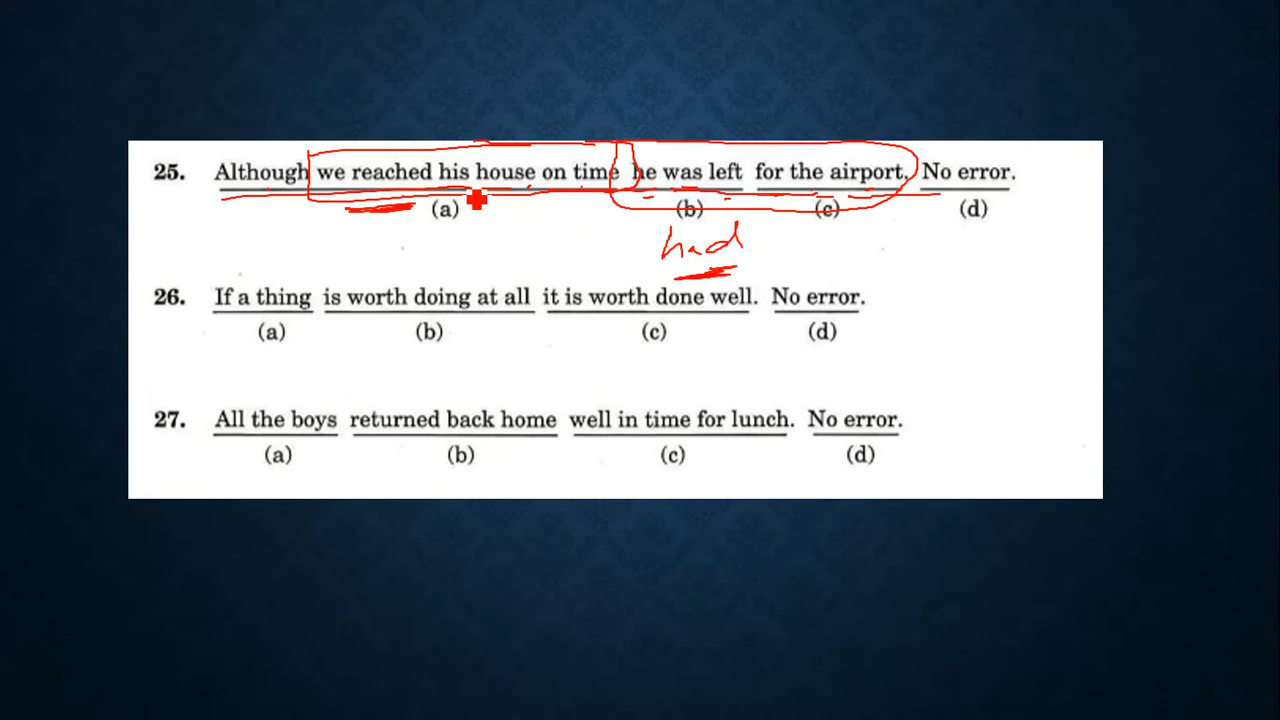 25. Although we reached his house on time he was left for the airport. No error.
(a) (b) (c) (d)
had
26. If a thing is worth doing at all it is worth done well. No error.
(a) (b) (c) (d)
27. All the boys returned back home well in time for lunch. No error.
(a) (b) (c) (d)